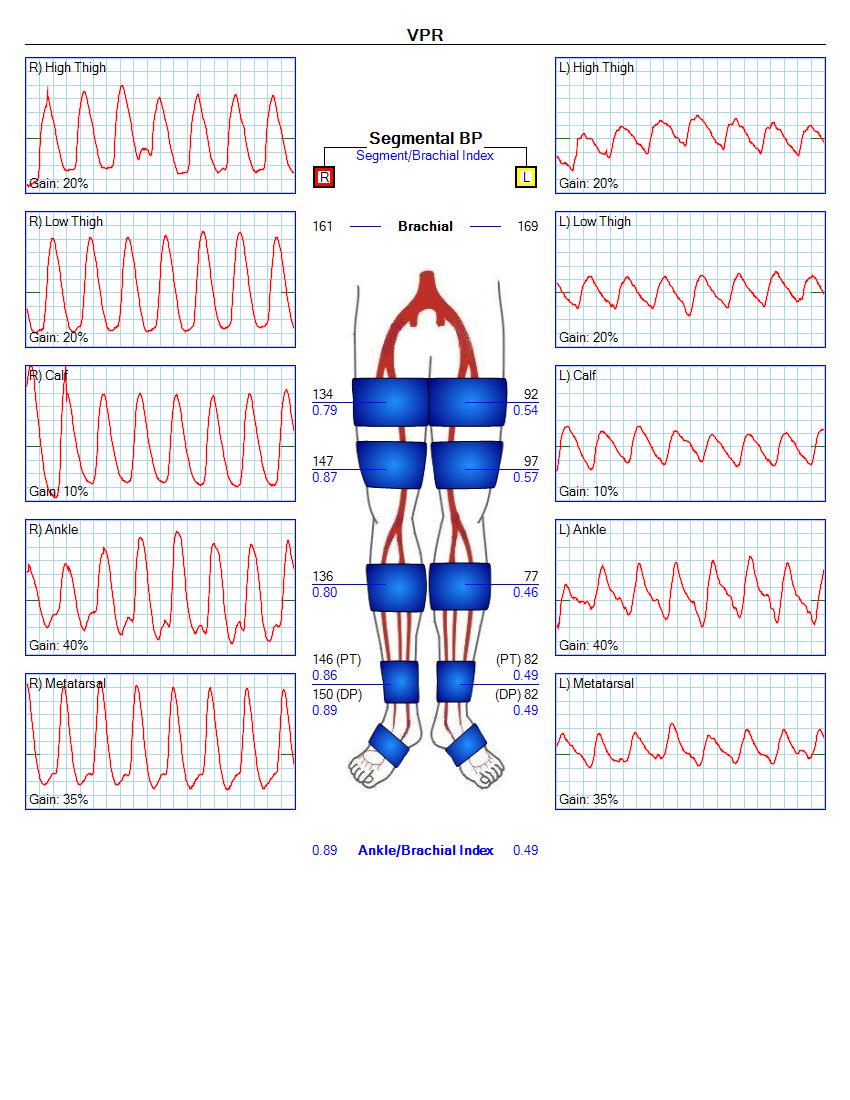 VPR
R) High Thigh
Gain: 20%
R) Low Thigh
Gain: 20%
R) Calf
Gain: 10%
R) Ankle
Gain: 40%
R) Metatarsal
Gain: 35%
Segmental BP
Segment/Brachial Index
R L
161 Brachial 169
134 92
0.79 0.54
147 97
0.87 0.57
136 77
0.80 0.46
146 (PT) (PT) 82
0.86 0.49
150 (DP) (DP) 82
0.89 0.49
0.89 Ankle/Brachial Index 0.49
L) High Thigh
Gain: 20%
L) Low Thigh
Gain: 20%
L) Calf
Gain: 10%
L) Ankle
Gain: 40%
L) Metatarsal
Gain: 35%